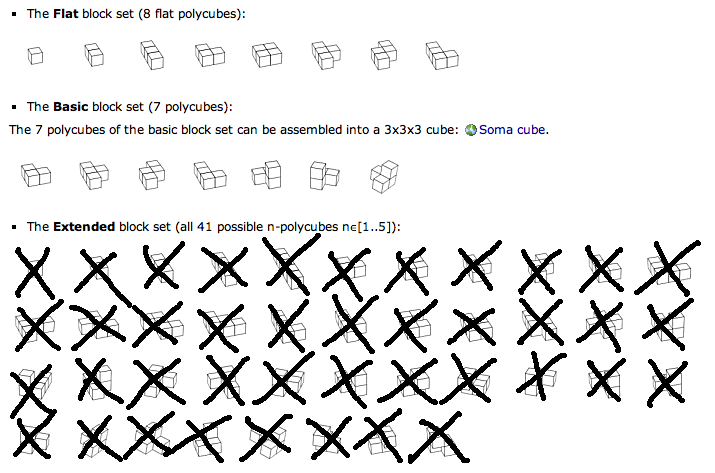 The Flat block set (8 flat polycubes):
The Basic block set (7 polycubes):
The 7 polycubes of the basic block set can be assembled into a 3x3x3 cube: Soma cube.
The Extended block set (all 41 possible n-polycubes nϵ[1..5]):